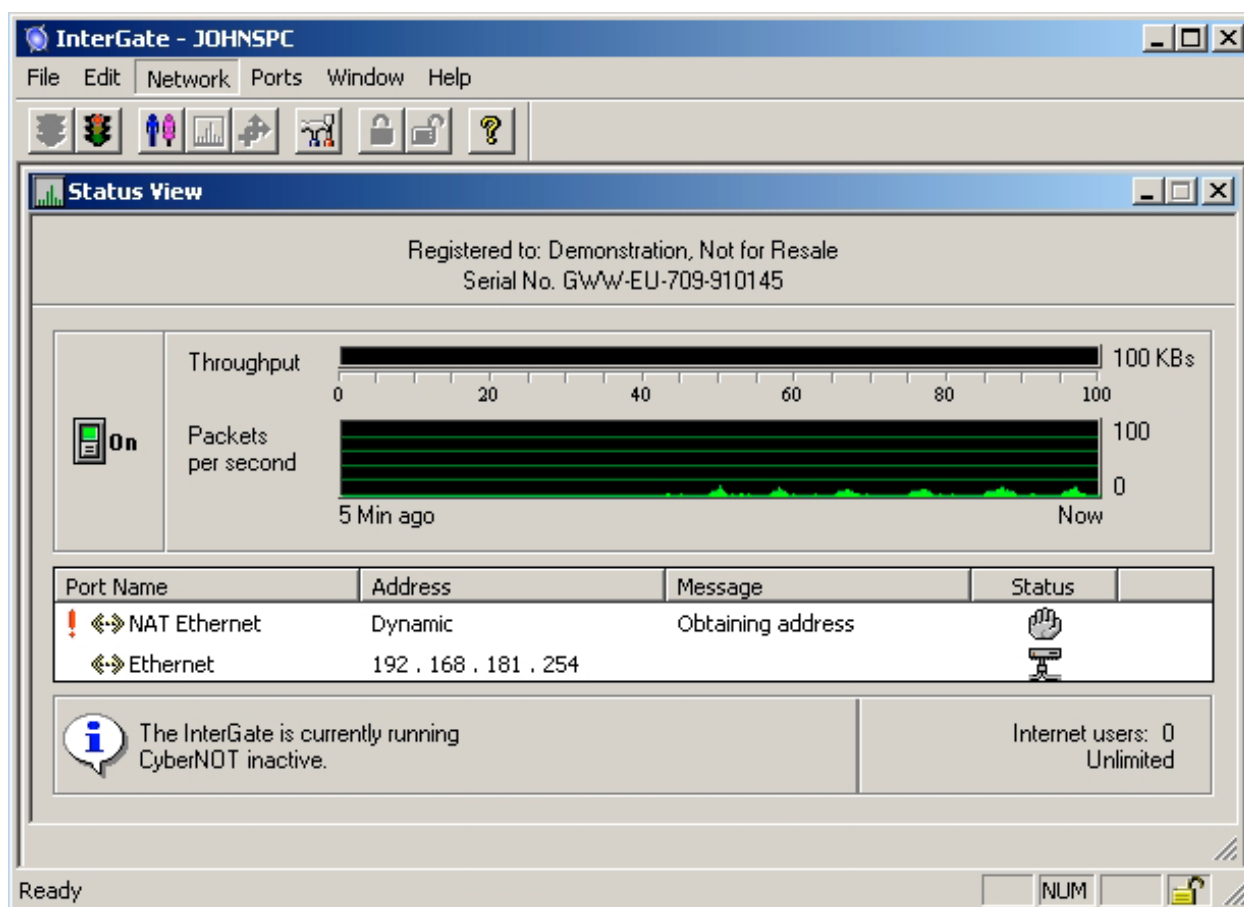 InterGate - JOHNSPC
File Edit Network Ports Window Help
Status View
Registered to: Demonstration, Not for Resale
Serial No. GWW-EU-709-910145
Throughput 100 KBs
0 20 40 60 80 100
On
Packets per second
100
0
5 Min ago Now
Port Name Address Message Status
NAT Ethernet Dynamic Obtaining address
Ethernet 192 . 168 . 181 . 254
The InterGate is currently running
CyberNOT inactive.
Internet users: 0
Unlimited
Ready NUM